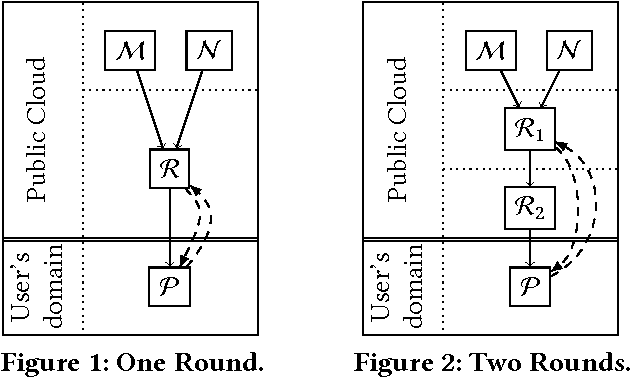 Public Cloud
User's
domain
ℳ
𝒩
ℛ
𝒫
Figure 1: One Round.
Public Cloud
User's
domain
ℳ
𝒩
ℛ₁
ℛ₂
𝒫
Figure 2: Two Rounds.